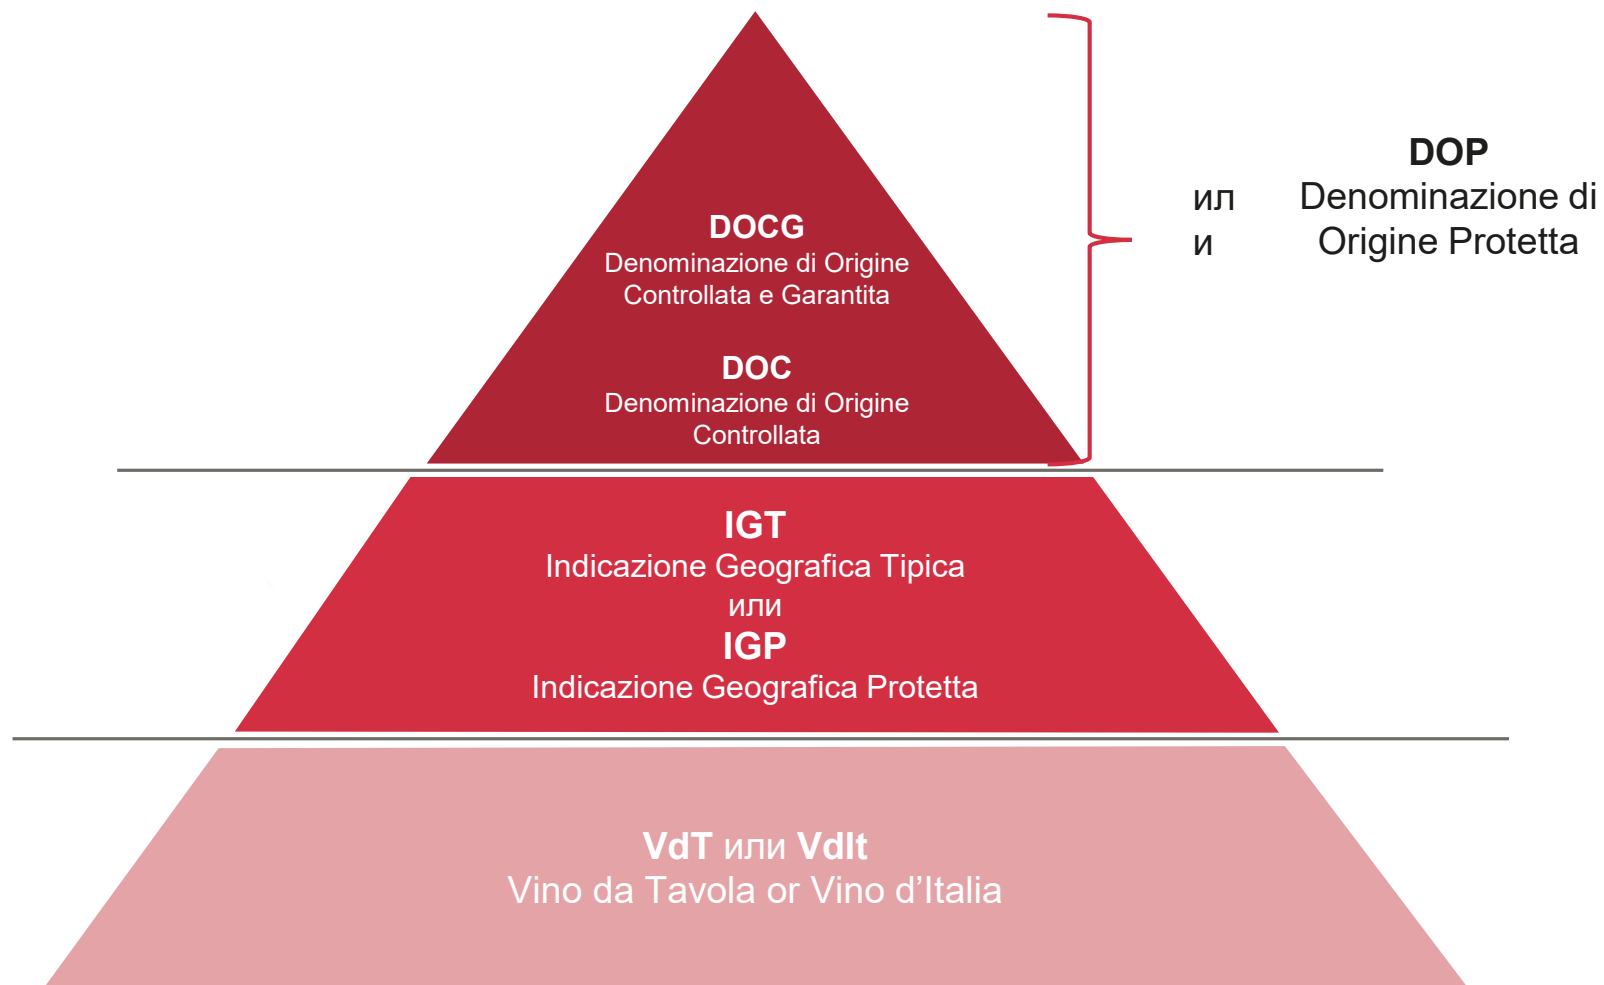 DOCG
Denominazione di Origine
Controllata e Garantita
DOC
Denominazione di Origine
Controllata
ил
и
DOP
Denominazione di
Origine Protetta
IGT
Indicazione Geografica Tipica
или
IGP
Indicazione Geografica Protetta
VdT или VdIt
Vino da Tavola or Vino d’Italia